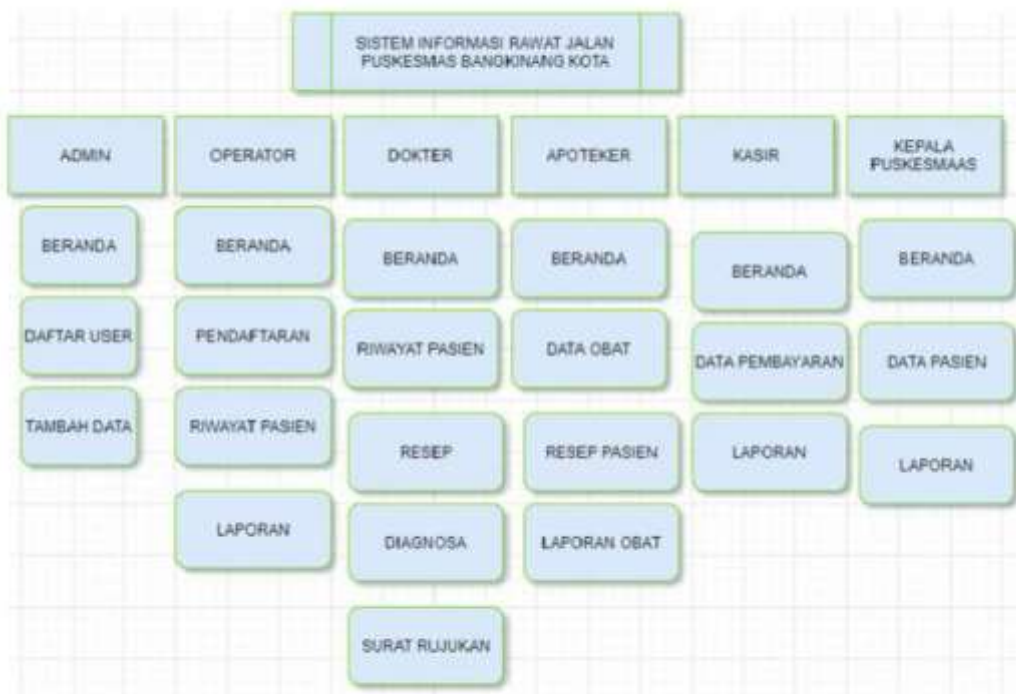 SISTEM INFORMASI RAWAT JALAN
PUSKESMAS BANGKINANG KOTA
ADMIN
OPERATOR
DOKTER
APOTEKER
KASIR
KEPALA
PUSKESMAAS
BERANDA
DAFTAR USER
TAMBAH DATA
BERANDA
PENDAFTARAN
RIWAYAT PASIEN
LAPORAN
BERANDA
RIWAYAT PASIEN
RESEP
DIAGNOSA
SURAT RUJUKAN
BERANDA
DATA OBAT
RESEP PASIEN
LAPORAN OBAT
BERANDA
DATA PEMBAYARAN
LAPORAN
BERANDA
DATA PASIEN
LAPORAN